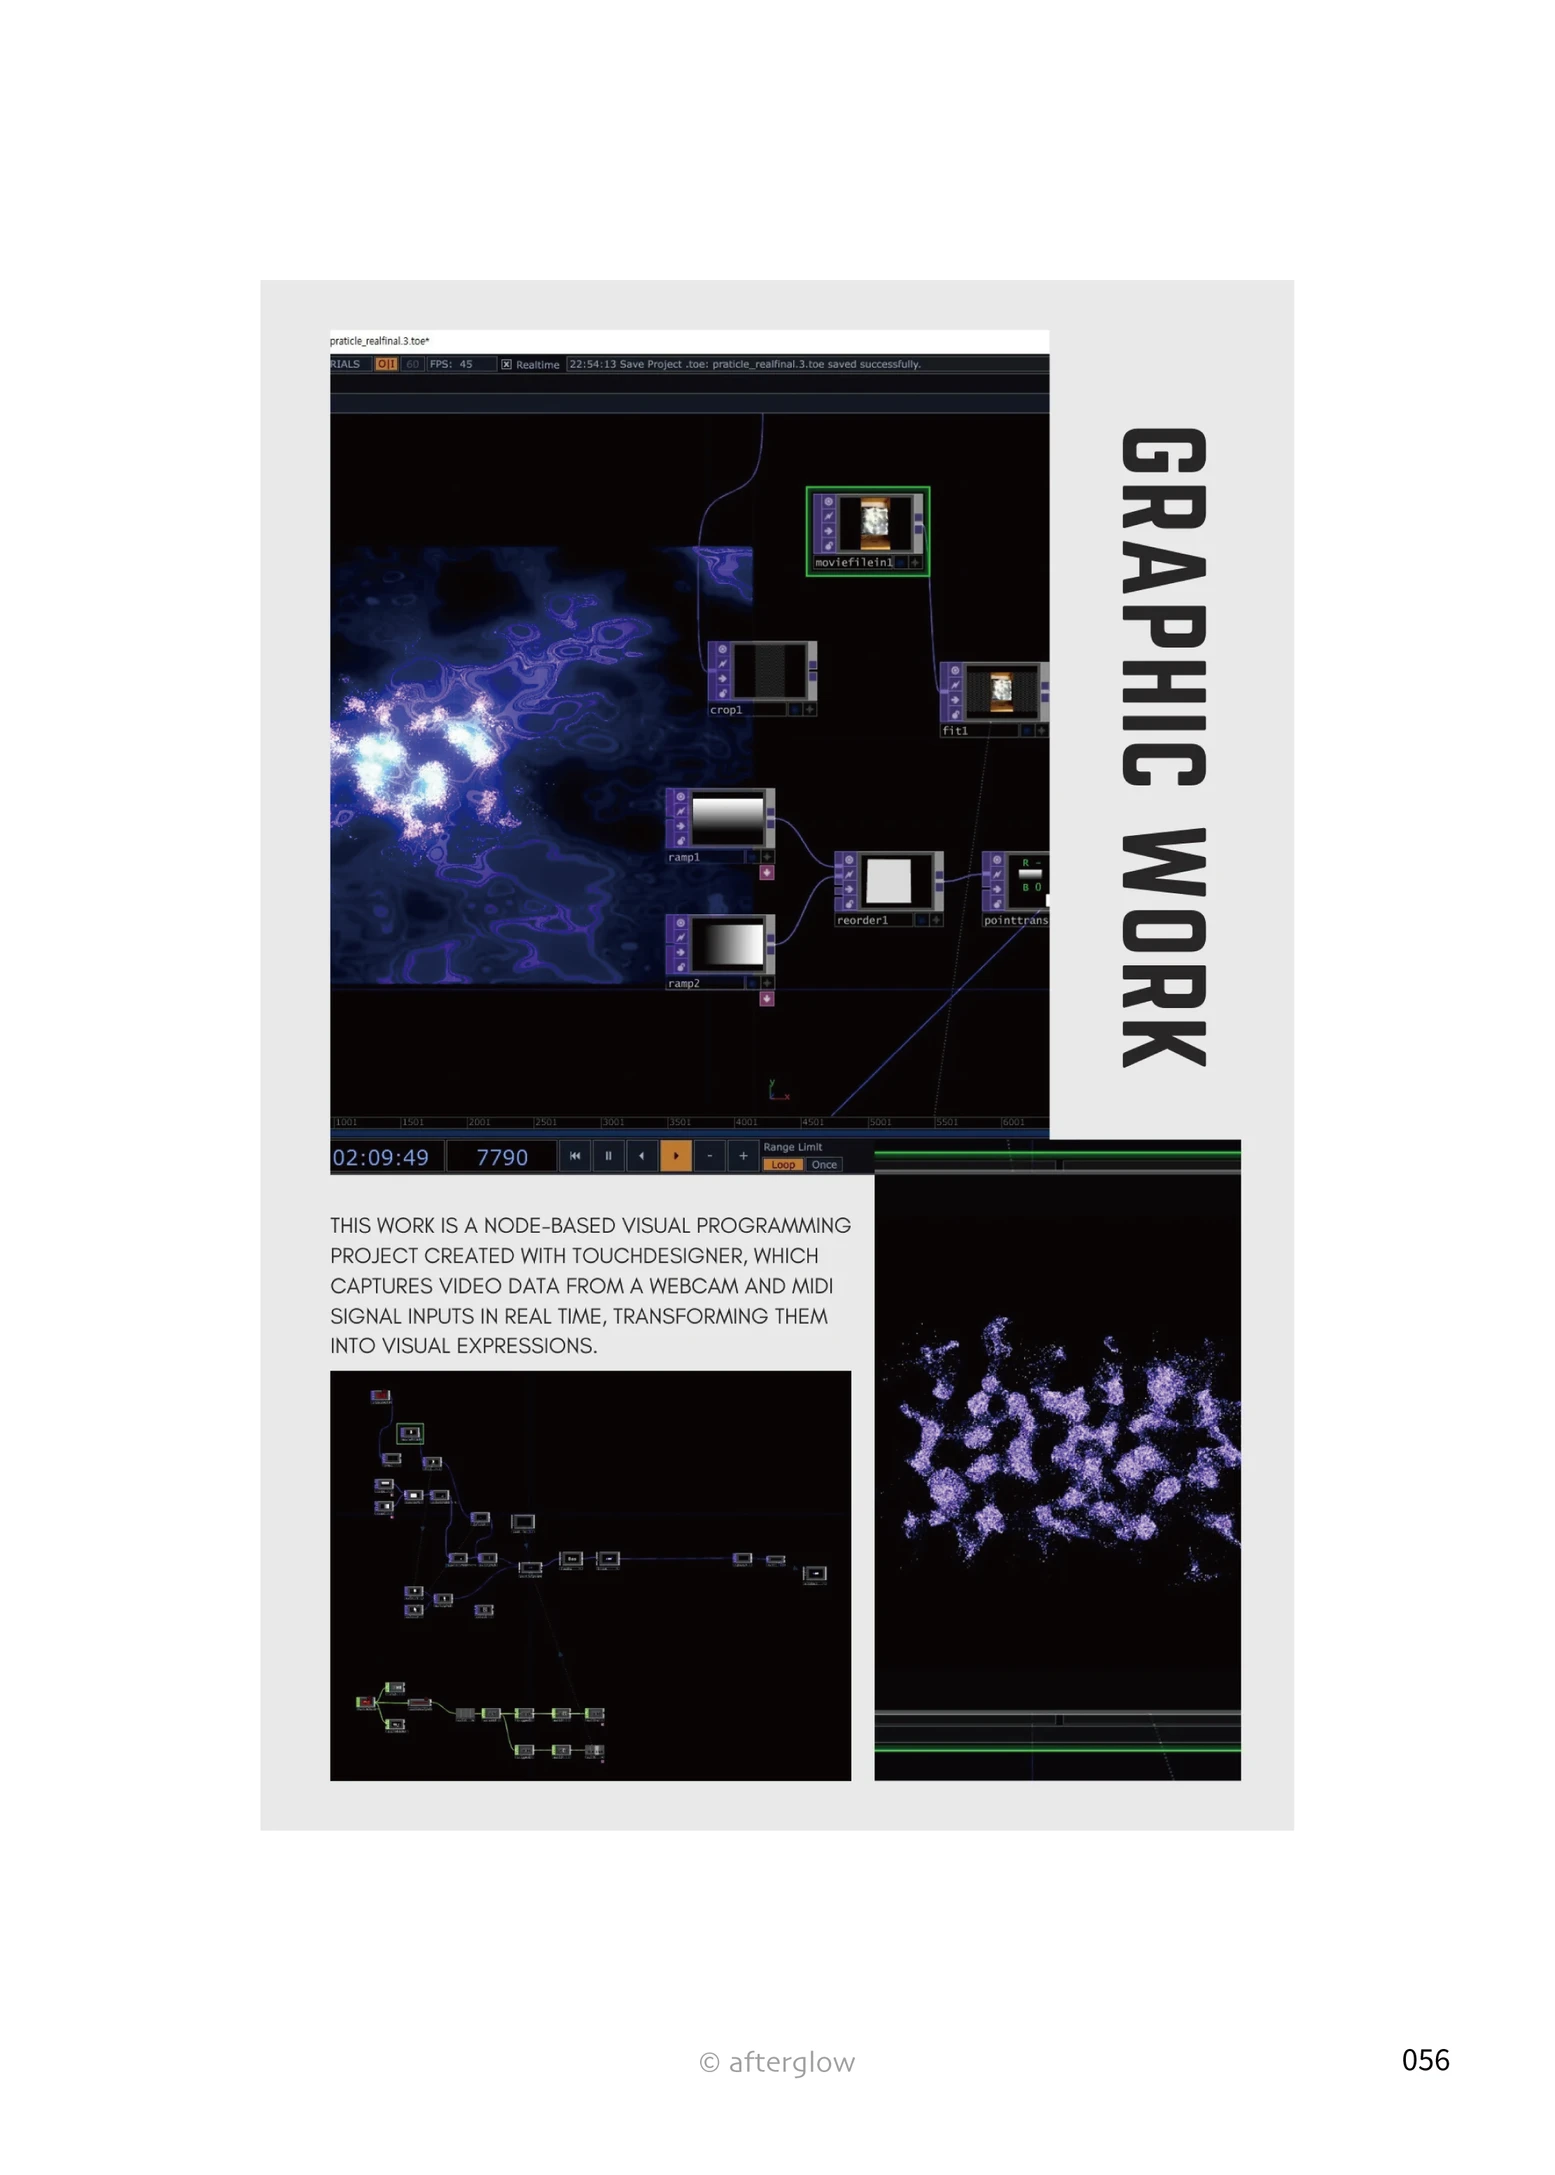 praticle_realfinal.3.toe*
RIALS O|I 60 FPS: 45 Realtime 22:54:13 Save Project .toe: praticle_realfinal.3.toe saved successfully.
moviefilein1
crop1
fit1
ramp1
R -
B 0
reorder1
pointtrans
ramp2
y
x
1001 1501 2001 2501 3001 3501 4001 4501 5001 5501 6001
02:09:49 7790 - + Range Limit
Loop Once
GRAPHIC WORK
THIS WORK IS A NODE-BASED VISUAL PROGRAMMING
PROJECT CREATED WITH TOUCHDESIGNER, WHICH
CAPTURES VIDEO DATA FROM A WEBCAM AND MIDI
SIGNAL INPUTS IN REAL TIME, TRANSFORMING THEM
INTO VISUAL EXPRESSIONS.
© afterglow
056